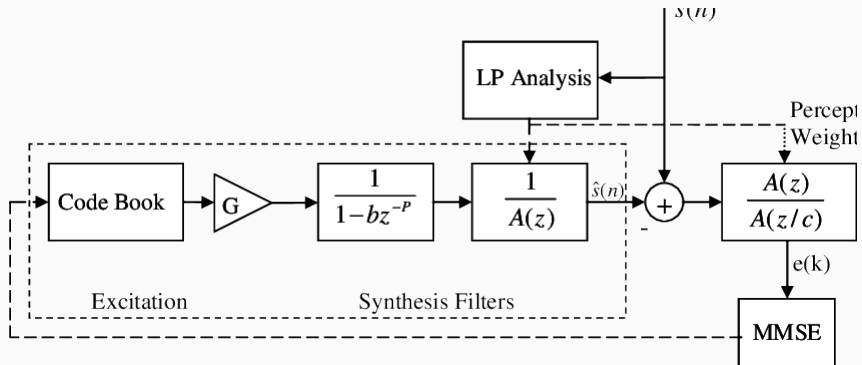 s(n)
LP Analysis
Percept
Weight
Code Book
G
1
1-bz^{-P}
1
A(z)
ŝ(n)
+
-
A(z)
A(z/c)
e(k)
Excitation
Synthesis Filters
MMSE